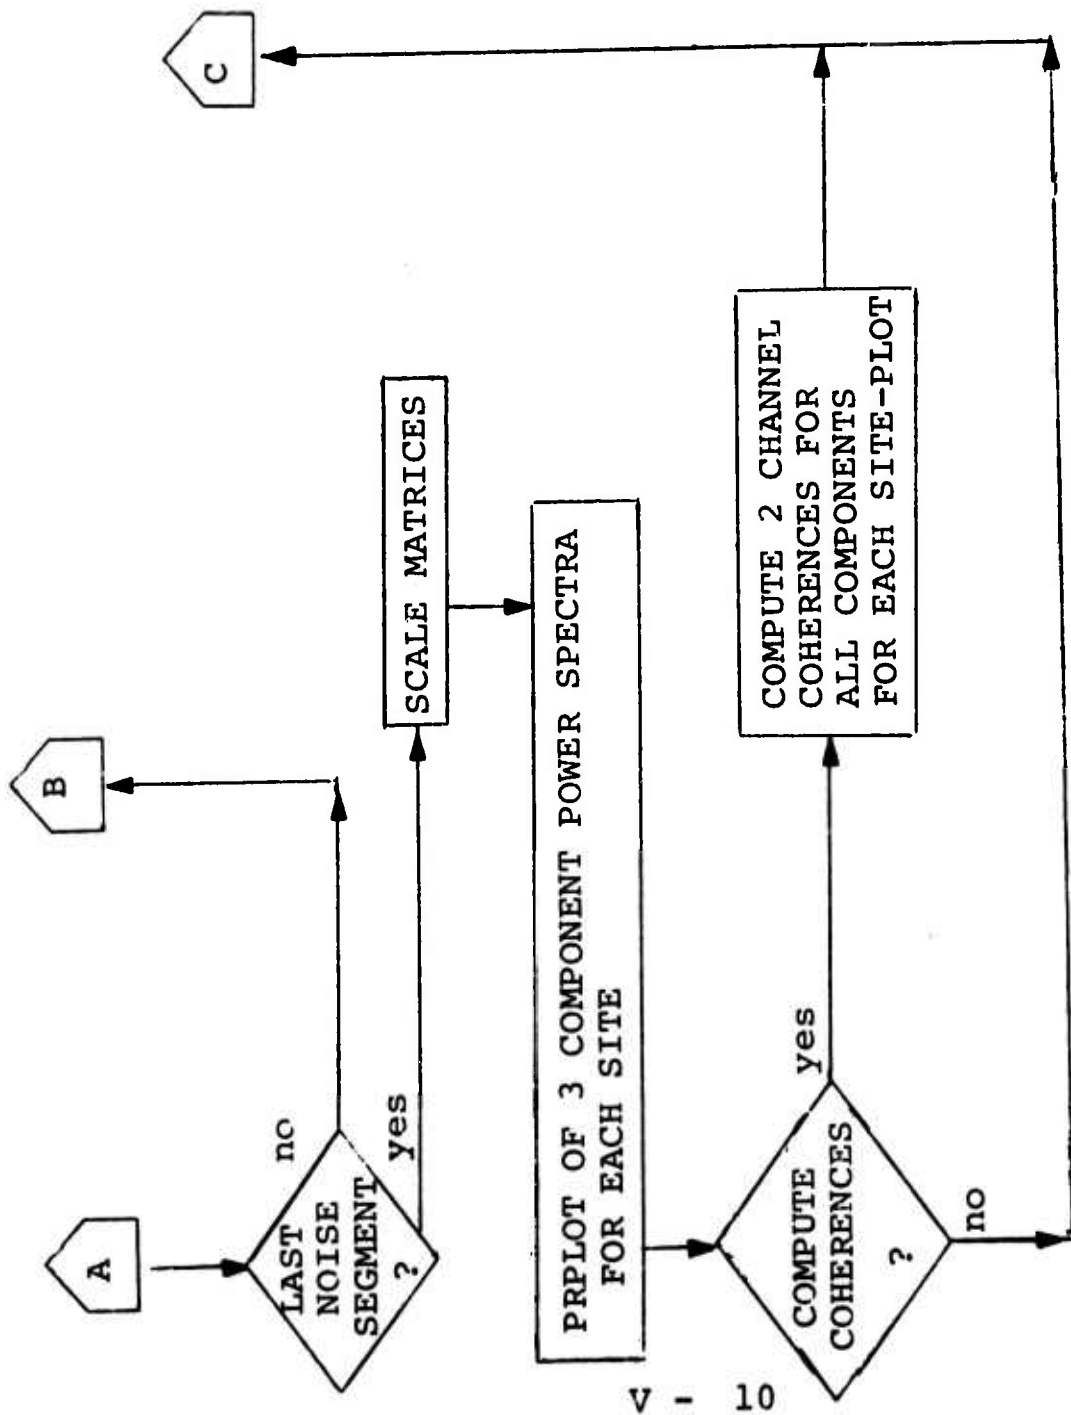 A
LAST
NOISE
SEGMENT
?
no
B
yes
SCALE MATRICES
PRPLOT OF 3 COMPONENT POWER SPECTRA
FOR EACH SITE
COMPUTE
COHERENCES
?
yes
COMPUTE 2 CHANNEL
COHERENCES FOR
ALL COMPONENTS
FOR EACH SITE-PLOT
no
C
V - 10